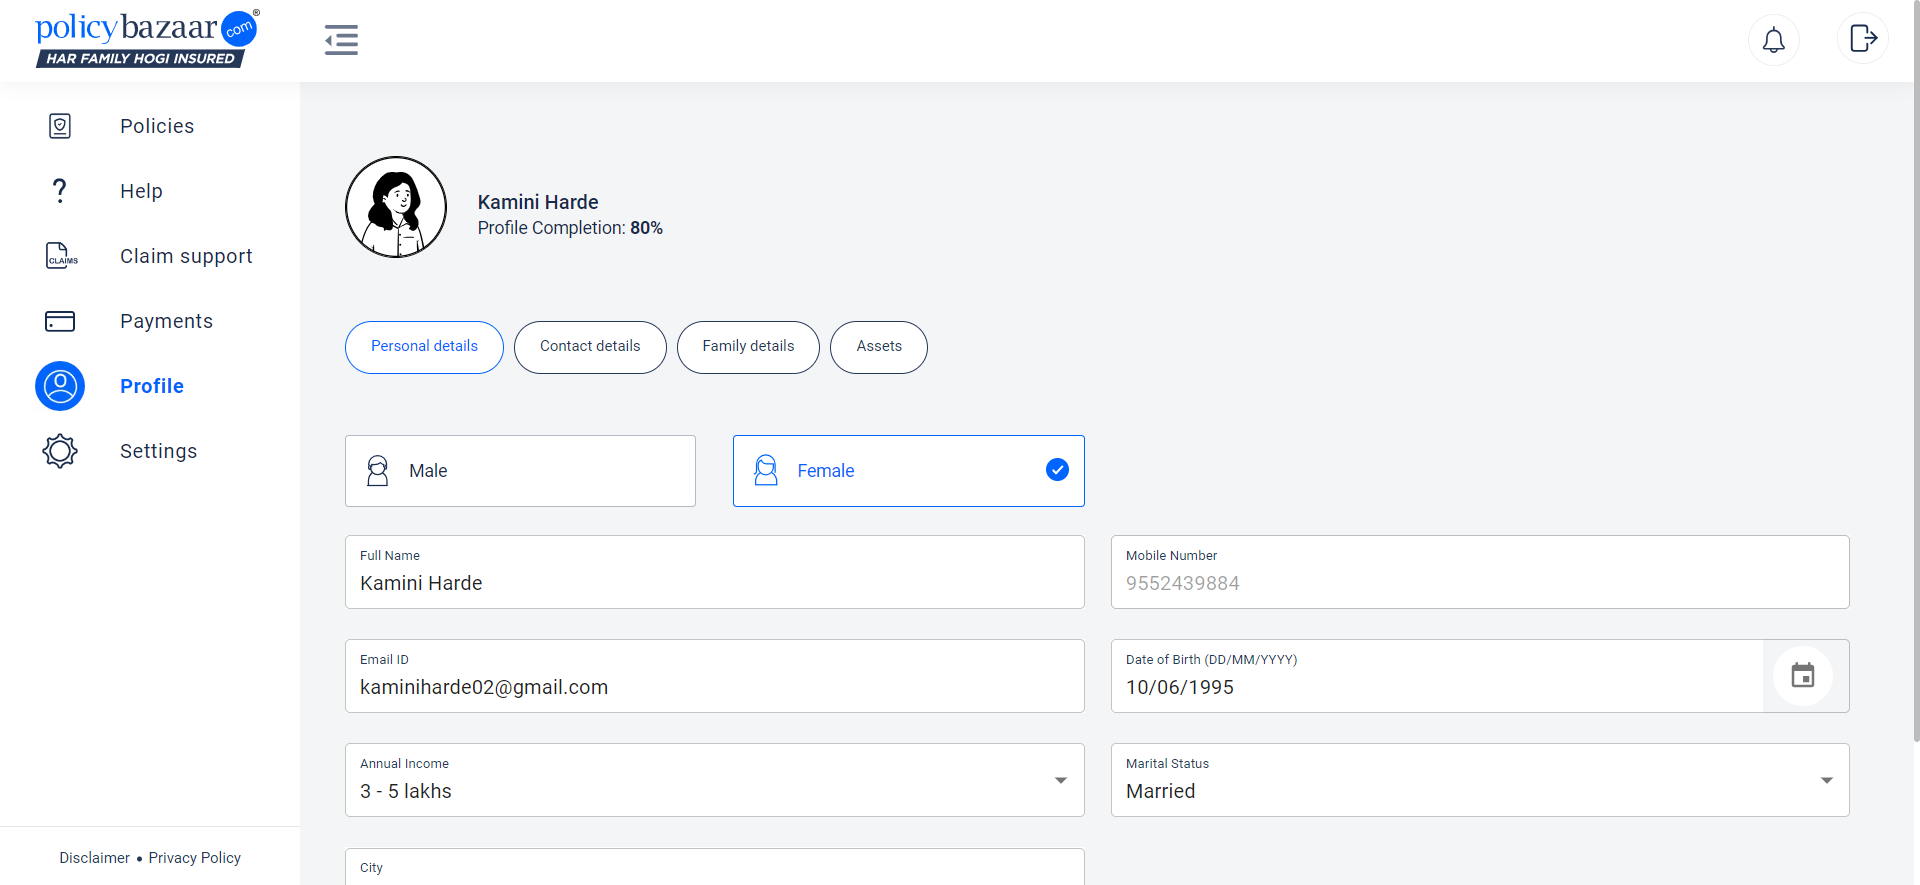 policybazaar com ®
HAR FAMILY HOGI INSURED
Policies
Help
CLAIMS
Claim support
Payments
Profile
Settings
Disclaimer • Privacy Policy
Kamini Harde
Profile Completion: 80%
Personal details
Contact details
Family details
Assets
Male
Female
Full Name
Kamini Harde
Mobile Number
9552439884
Email ID
kaminiharde02@gmail.com
Date of Birth (DD/MM/YYYY)
10/06/1995
Annual Income
3 - 5 lakhs
Marital Status
Married
City